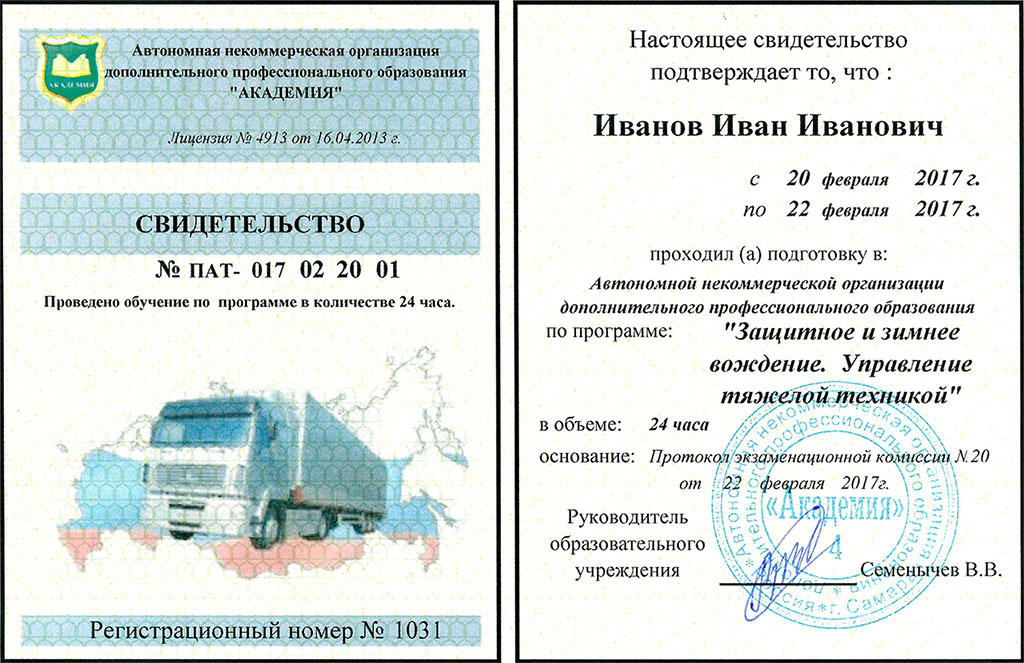 Автономная некоммерческая организация
дополнительного профессионального образования
"АКАДЕМИЯ"
АКАДЕМИЯ
Лицензия № 4913 от 16.04.2013 г.
СВИДЕТЕЛЬСТВО
№ ПАТ- 017 02 20 01
Проведено обучение по программе в количестве 24 часа.
Регистрационный номер № 1031
Настоящее свидетельство
подтверждает то, что :
Иванов Иван Иванович
с 20 февраля 2017 г.
по 22 февраля 2017 г.
проходил (а) подготовку в:
Автономной некоммерческой организации
дополнительного профессионального образования
по программе: "Защитное и зимнее
вождение. Управление
тяжелой техникой"
в объеме: 24 часа
основание: Протокол экзаменационной комиссии №20
от 22 февраля 2017г.
Руководитель
образовательного
учреждения
Семенычев В.В.
«Академия»
4
*Автономная некоммерческая организация
профессионального образования
*г. Самара